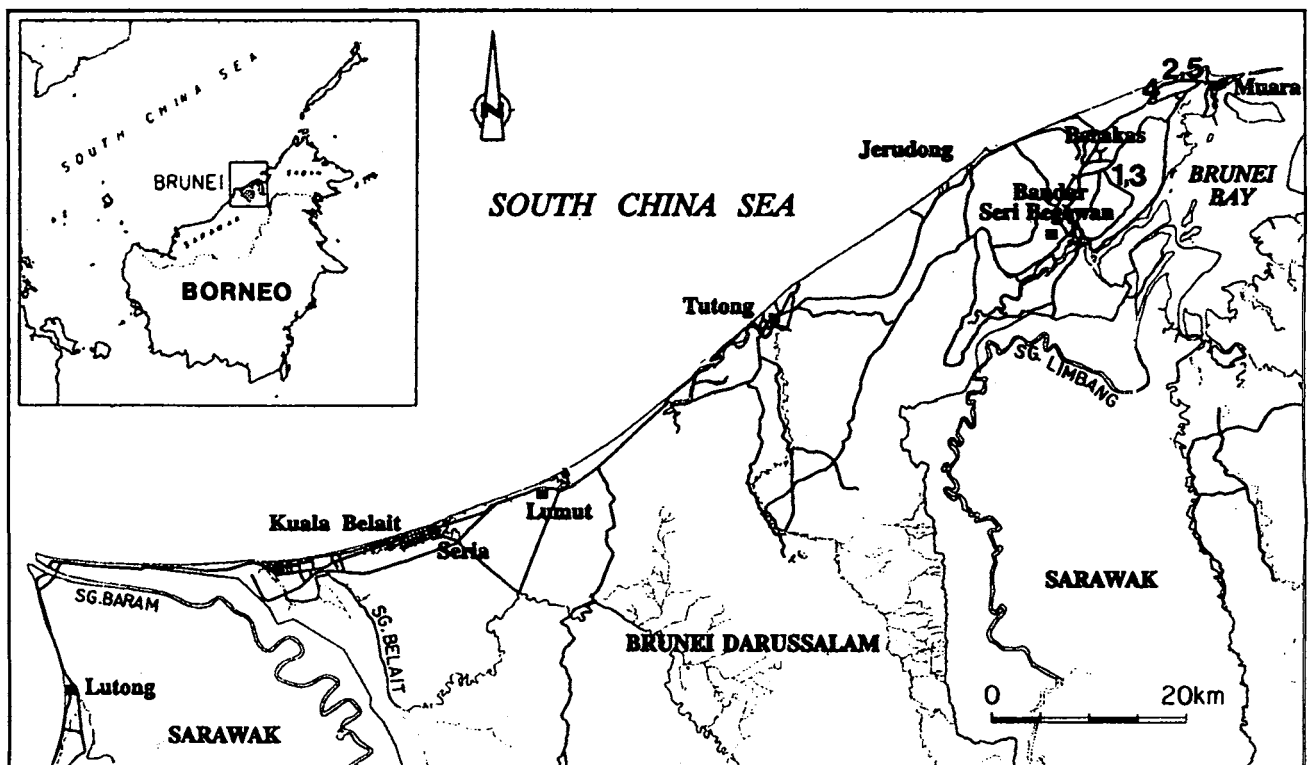 SOUTH CHINA SEA
BRUNEI
SARAWAK
BORNEO
N
SOUTH CHINA SEA
2,5
4
Muara
Berakas
Jerudong
1,3
BRUNEI
BAY
Bandar
Seri Begawan
Tutong
SG. LIMBANG
Lumut
Kuala Belait
Seria
SG.BARAM
SG. BELAIT
SARAWAK
BRUNEI DARUSSALAM
Lutong
SARAWAK
0 20km